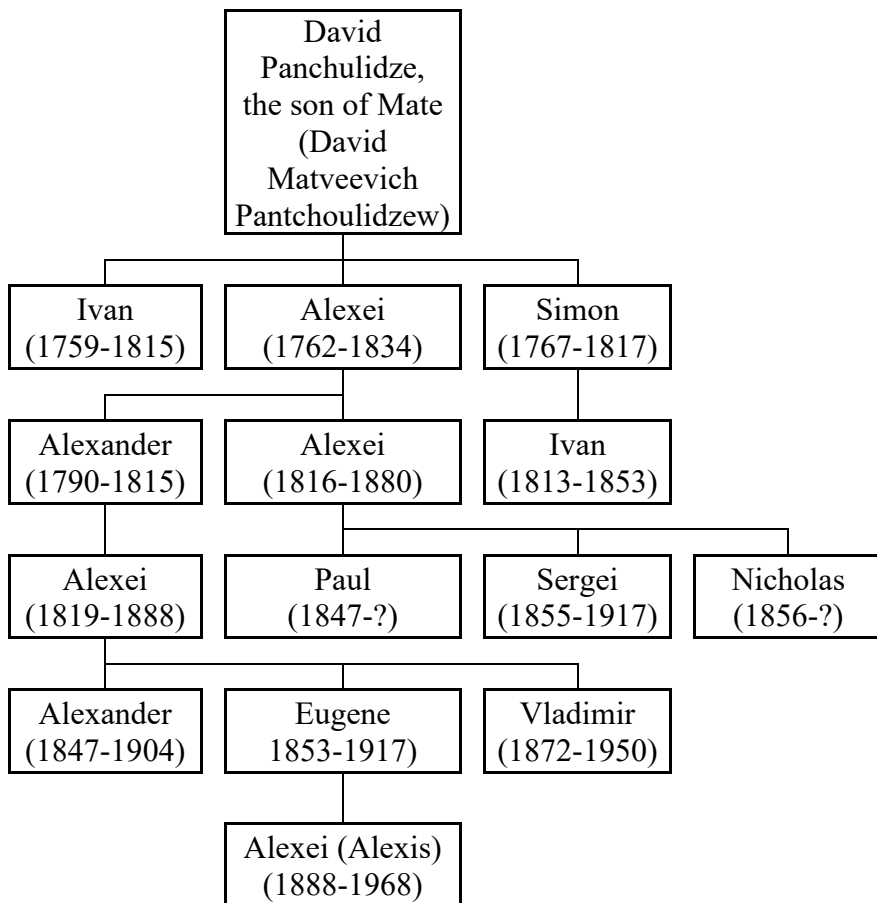 David
Panchulidze,
the son of Mate
(David
Matveevich
Pantchoulidzew)
Ivan
(1759-1815)
Alexei
(1762-1834)
Simon
(1767-1817)
Alexander
(1790-1815)
Alexei
(1816-1880)
Ivan
(1813-1853)
Alexei
(1819-1888)
Paul
(1847-?)
Sergei
(1855-1917)
Nicholas
(1856-?)
Alexander
(1847-1904)
Eugene
1853-1917)
Vladimir
(1872-1950)
Alexei (Alexis)
(1888-1968)